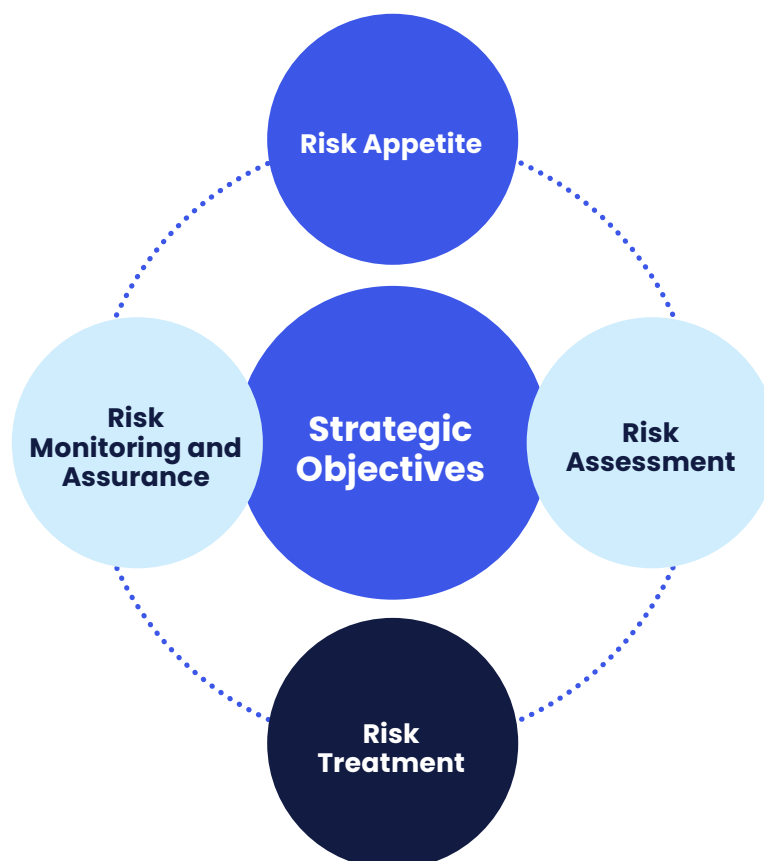 Risk Appetite
Strategic
Objectives
Risk
Monitoring and
Assurance
Risk
Assessment
Risk
Treatment